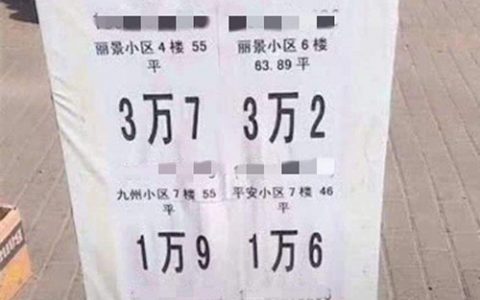 丽景小区4楼 55
平
3万7
丽景小区6楼
63.89平
3万2
九州小区7楼 55
平
1万9
平安小区7楼 46
平
1万6